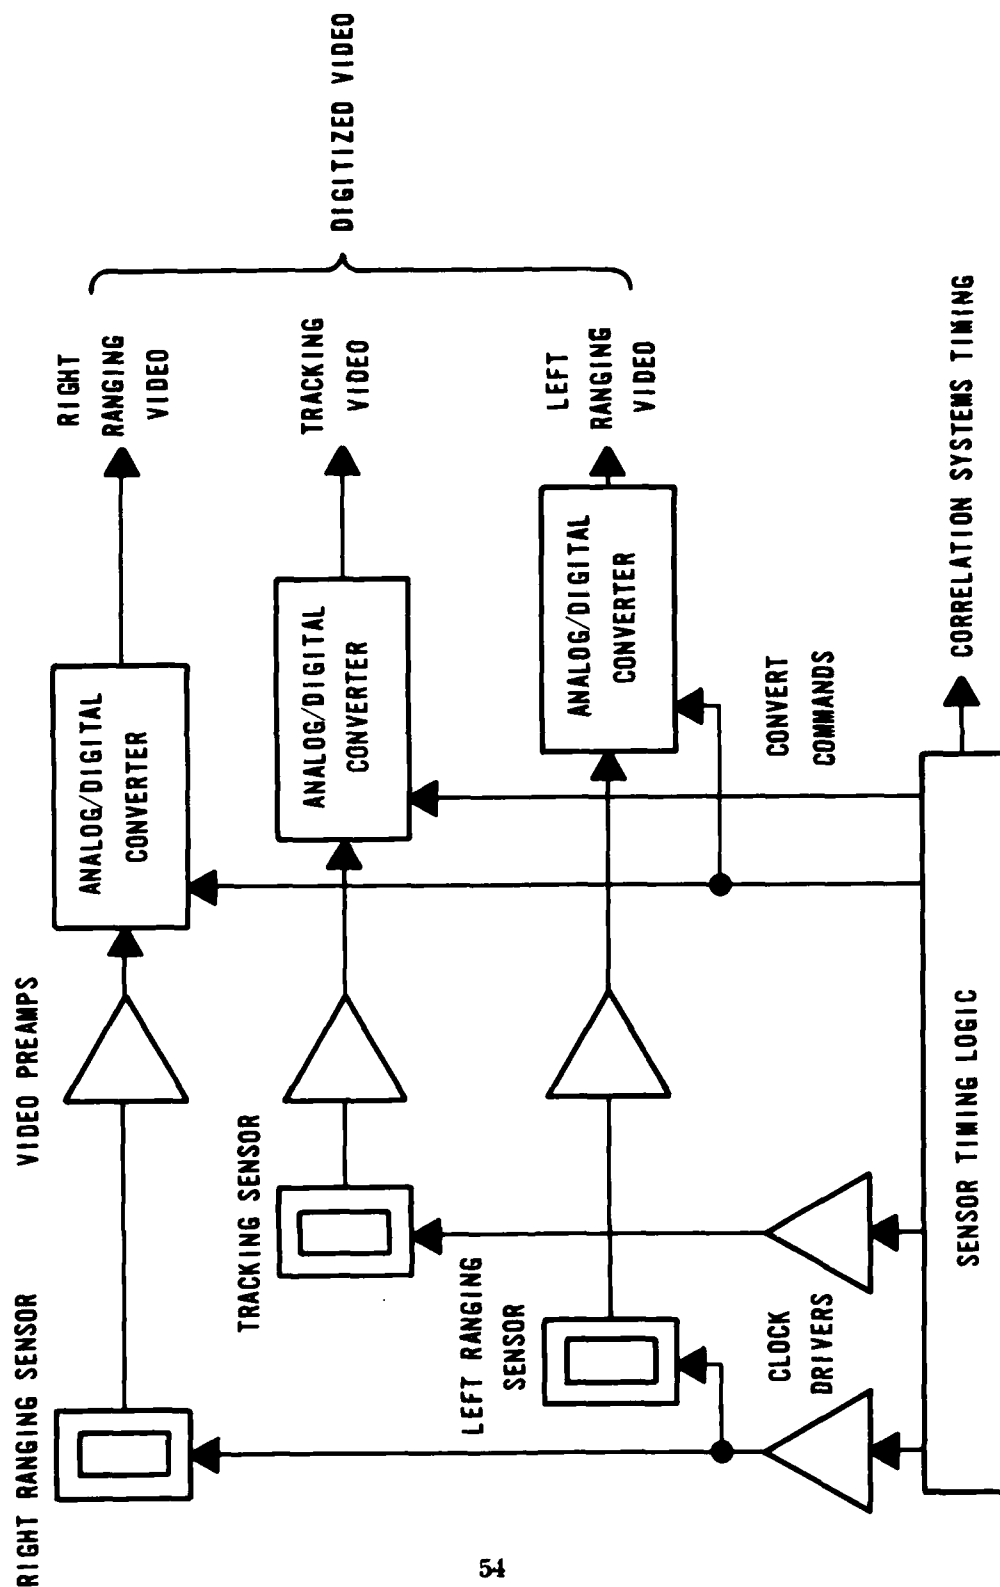 RIGHT RANGING SENSOR
VIDEO PREAMPS
ANALOG/DIGITAL
CONVERTER
RIGHT
RANGING
VIDEO
TRACKING SENSOR
ANALOG/DIGITAL
CONVERTER
TRACKING
VIDEO
DIGITIZED VIDEO
LEFT RANGING
SENSOR
ANALOG/DIGITAL
CONVERTER
LEFT
RANGING
VIDEO
CLOCK
DRIVERS
CONVERT
COMMANDS
SENSOR TIMING LOGIC
CORRELATION SYSTEMS TIMING
54